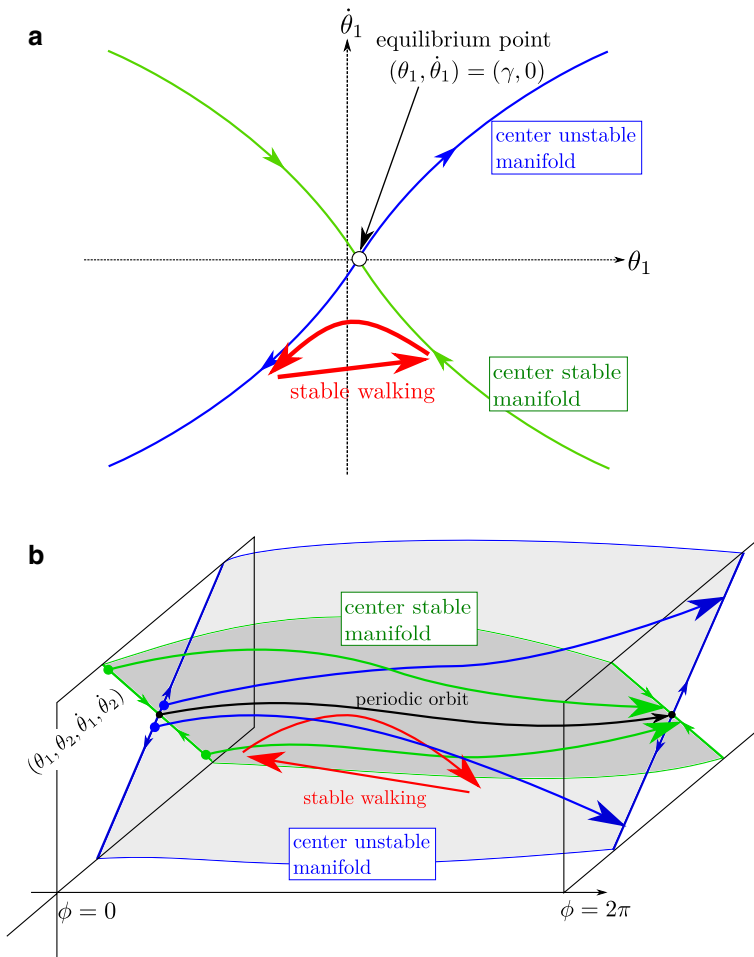 a
θ̇₁
equilibrium point
(θ₁, θ̇₁) = (γ, 0)
center unstable
manifold
θ₁
center stable
manifold
stable walking
b
center stable
manifold
periodic orbit
(θ₁, θ₂, θ̇₁, θ̇₂)
stable walking
center unstable
manifold
ϕ = 0
ϕ = 2π